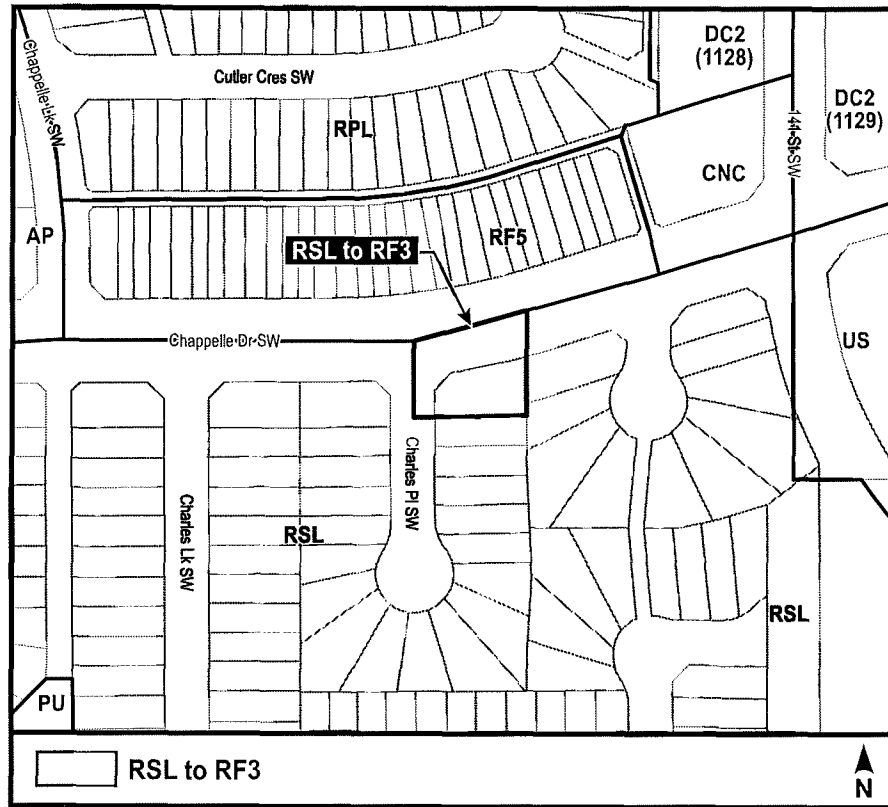 DC2
(1128)
DC2
(1129)
Chappelle Lk SW
Cutler Cres SW
RPL
141 St SW
CNC
AP
RF5
RSL to RF3
Chappelle Dr SW
US
Charles Pl SW
Charles Lk SW
RSL
RSL
PU
RSL to RF3
N